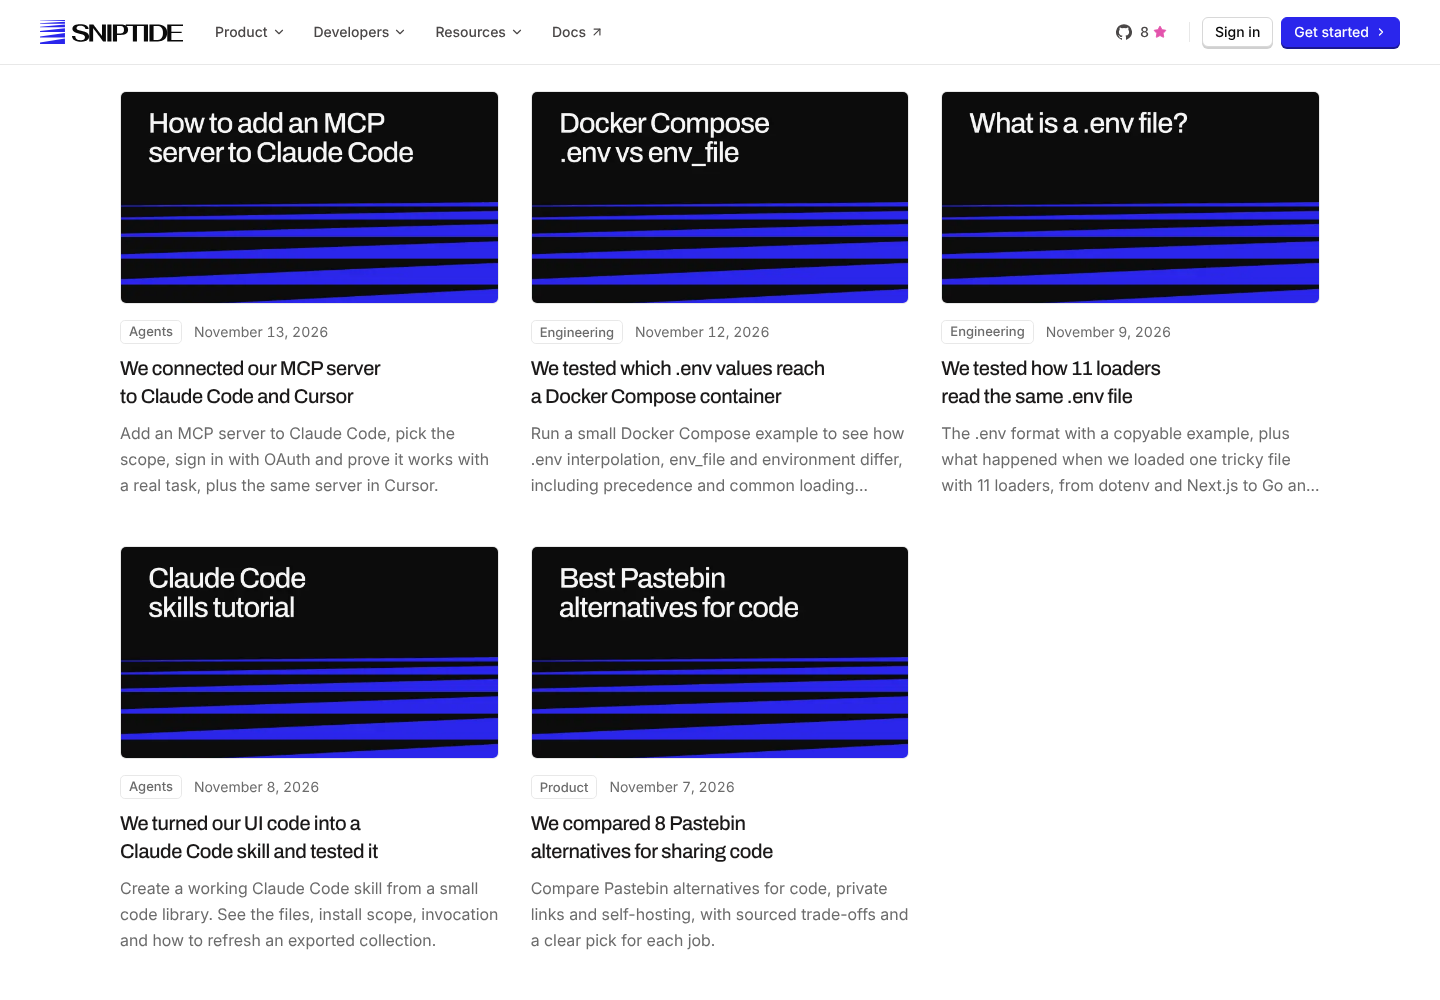 SNIPTIDE
Product
Developers
Resources
Docs
8
Sign in
Get started
How to add an MCP
server to Claude Code
Agents
November 13, 2026
We connected our MCP server
to Claude Code and Cursor
Add an MCP server to Claude Code, pick the
scope, sign in with OAuth and prove it works with
a real task, plus the same server in Cursor.
Docker Compose
.env vs env_file
Engineering
November 12, 2026
We tested which .env values reach
a Docker Compose container
Run a small Docker Compose example to see how
.env interpolation, env_file and environment differ,
including precedence and common loading...
What is a .env file?
Engineering
November 9, 2026
We tested how 11 loaders
read the same .env file
The .env format with a copyable example, plus
what happened when we loaded one tricky file
with 11 loaders, from dotenv and Next.js to Go an...
Claude Code
skills tutorial
Agents
November 8, 2026
We turned our UI code into a
Claude Code skill and tested it
Create a working Claude Code skill from a small
code library. See the files, install scope, invocation
and how to refresh an exported collection.
Best Pastebin
alternatives for code
Product
November 7, 2026
We compared 8 Pastebin
alternatives for sharing code
Compare Pastebin alternatives for code, private
links and self-hosting, with sourced trade-offs and
a clear pick for each job.